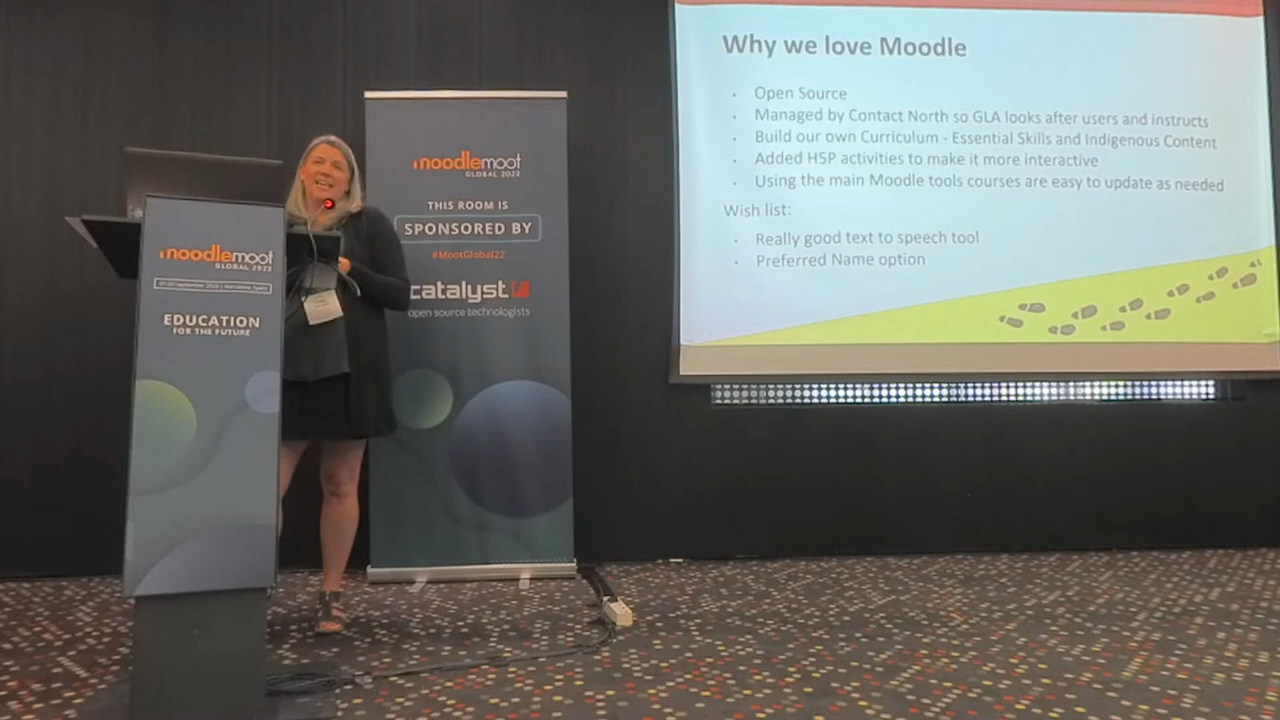 moodlemoot
GLOBAL 2022
EDUCATION
FOR THE FUTURE
moodlemoot
GLOBAL 2022
THIS ROOM IS
SPONSORED BY
#MootGlobal22
catalyst
open source technologists
Why we love Moodle
· Open Source
· Managed by Contact North so GLA looks after users and instructs
· Build our own Curriculum - Essential Skills and Indigenous Content
· Added H5P activities to make it more interactive
· Using the main Moodle tools courses are easy to update as needed
Wish list:
· Really good text to speech tool
· Preferred Name option